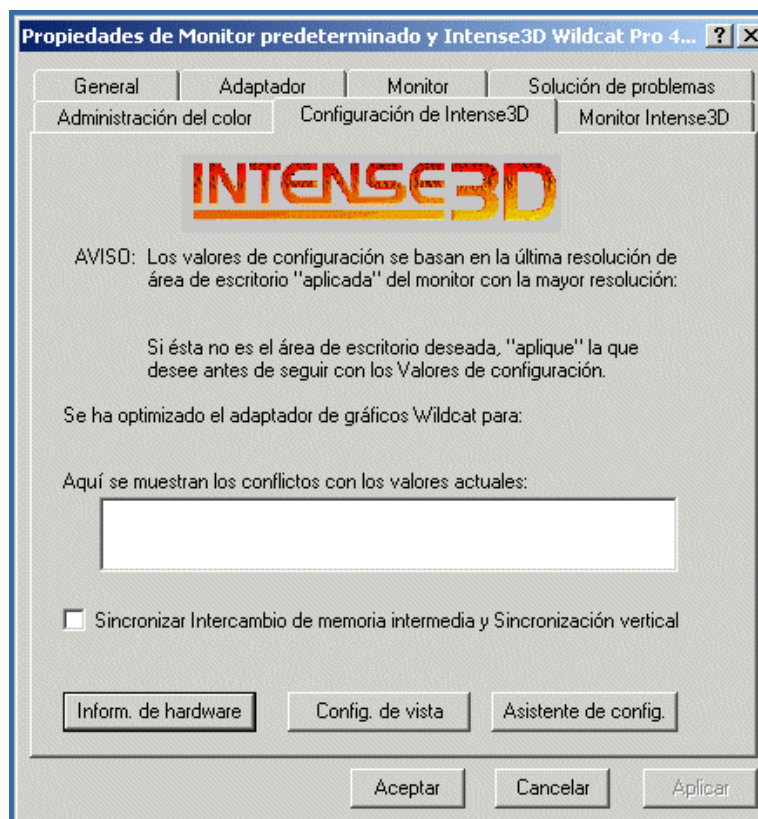 Propiedades de Monitor predeterminado y Intense3D Wildcat Pro 4...
General Adaptador Monitor Solución de problemas
Administración del color Configuración de Intense3D Monitor Intense3D
INTENSE3D
AVISO: Los valores de configuración se basan en la última resolución de
área de escritorio "aplicada" del monitor con la mayor resolución:
Si ésta no es el área de escritorio deseada, "aplique" la que
desee antes de seguir con los Valores de configuración.
Se ha optimizado el adaptador de gráficos Wildcat para:
Aquí se muestran los conflictos con los valores actuales:
Sincronizar Intercambio de memoria intermedia y Sincronización vertical
Inform. de hardware Config. de vista Asistente de config.
Aceptar Cancelar Aplicar